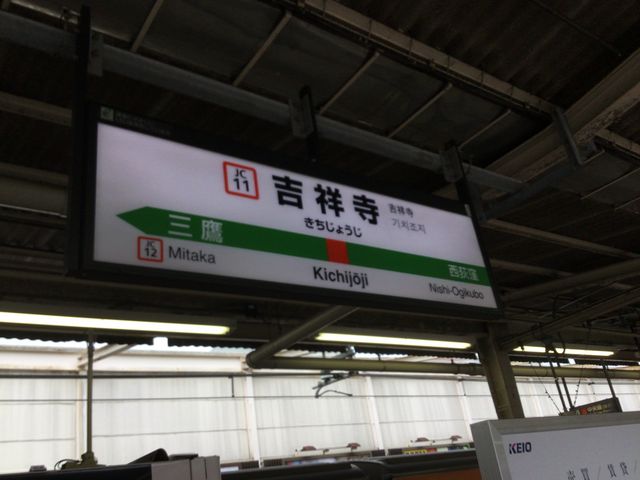 JC
11
吉祥寺
きちじょうじ
吉祥寺
기치조지
三鷹
西荻窪
JC
12
Mitaka
Kichijōji
Nishi-Ogikubo
KEIO